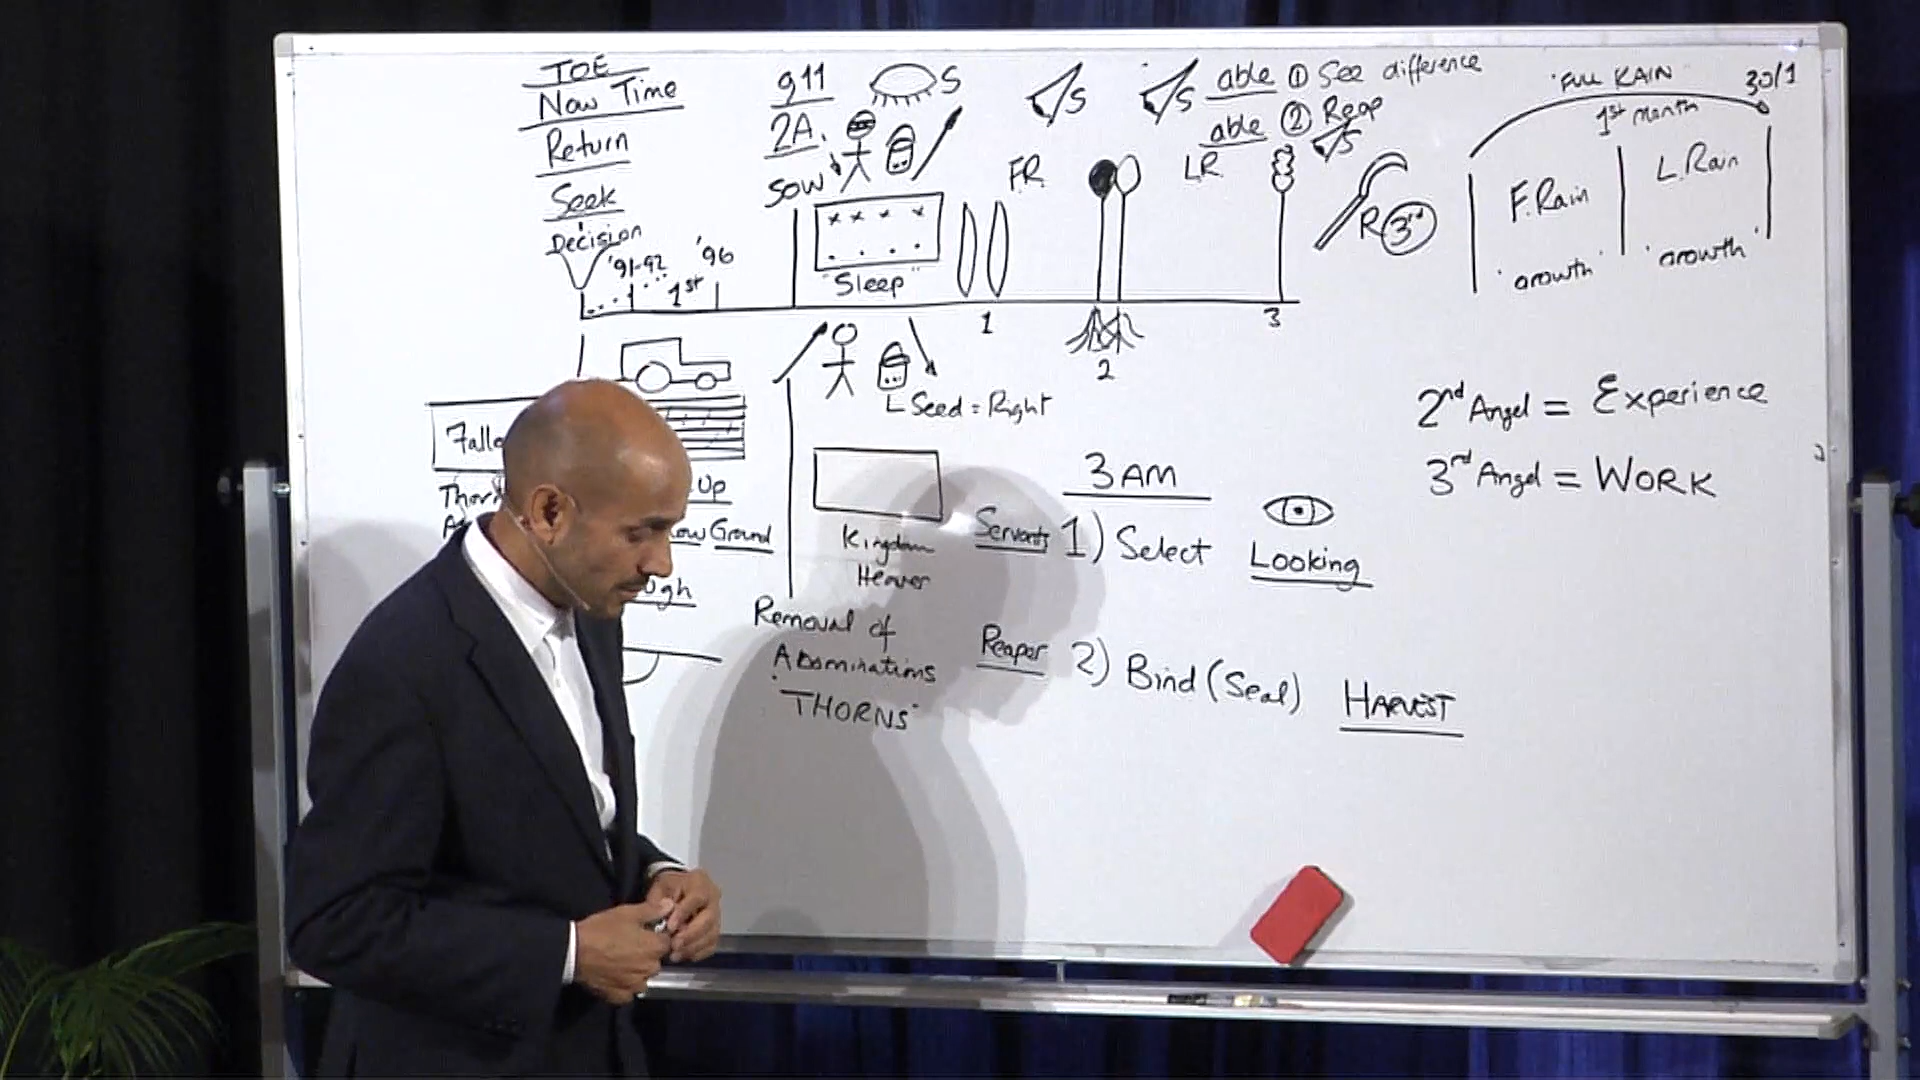 TOE
Now Time
Return
Seek
Decision
'91-92
'96
1st
911
2A.
SOW
S
"Sleep"
FR
S
S
LR
able ① See difference
able ② Reap
S
R 3rd
"FULL RAIN"
30/1
1st month
F. Rain
L. Rain
"Growth"
"Growth"
1
2
3
L Seed = Right
Up
Ground
Kingdom
Heaven
Removal of
Abominations
"THORNS"
3 AM
Servants 1) Select
Looking
Reaper 2) Bind (Seal) HARVEST
2nd Angel = Experience
3rd Angel = WORK